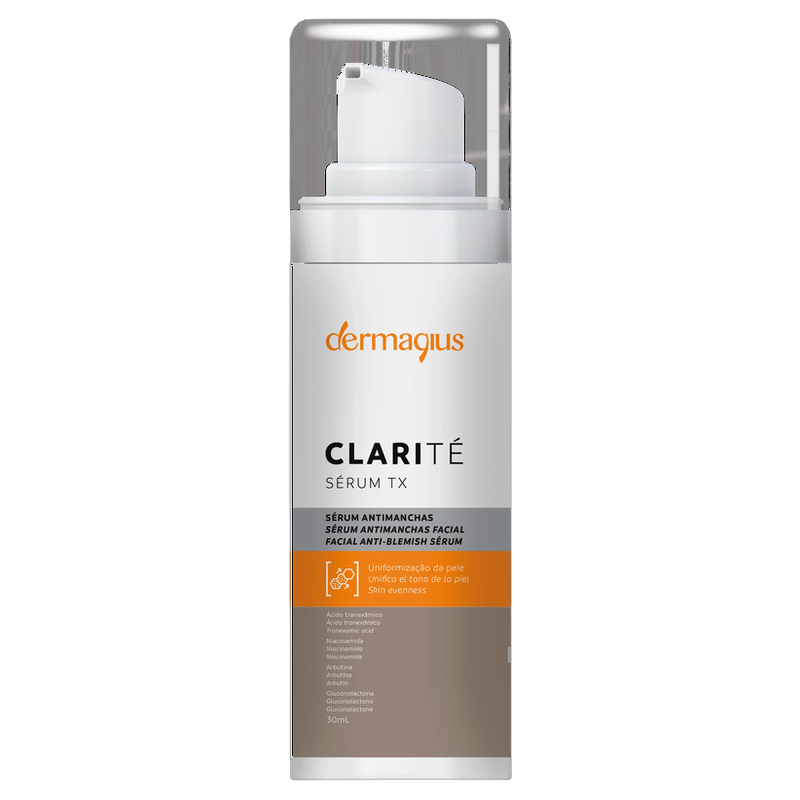 dermagıus
CLARITÉ
SÉRUM TX
SÉRUM ANTIMANCHAS
SÉRUM ANTIMANCHAS FACIAL
FACIAL ANTI-BLEMISH SÉRUM
Uniformização da pele
Unifica el tono de la piel
Skin evenness
Ácido tranexâmico
Ácido tranexámico
Tranexamic acid
Niacinamida
Niacinamida
Niacinamide
Arbutina
Arbutina
Arbutin
Gluconolactona
Gluconolactona
Gluconolactone
30mL